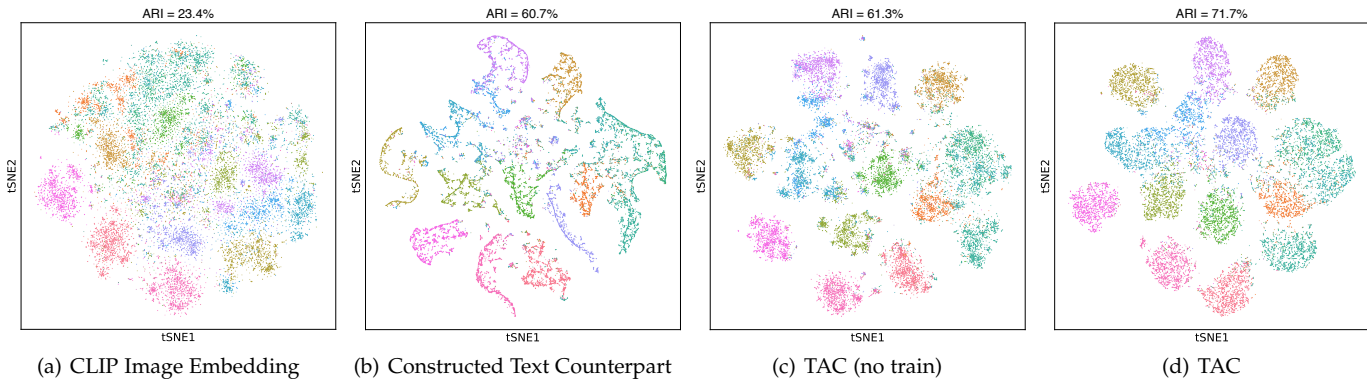 ARI = 23.4%
tSNE2
tSNE1
(a) CLIP Image Embedding
ARI = 60.7%
tSNE2
tSNE1
(b) Constructed Text Counterpart
ARI = 61.3%
tSNE2
tSNE1
(c) TAC (no train)
ARI = 71.7%
tSNE2
tSNE1
(d) TAC